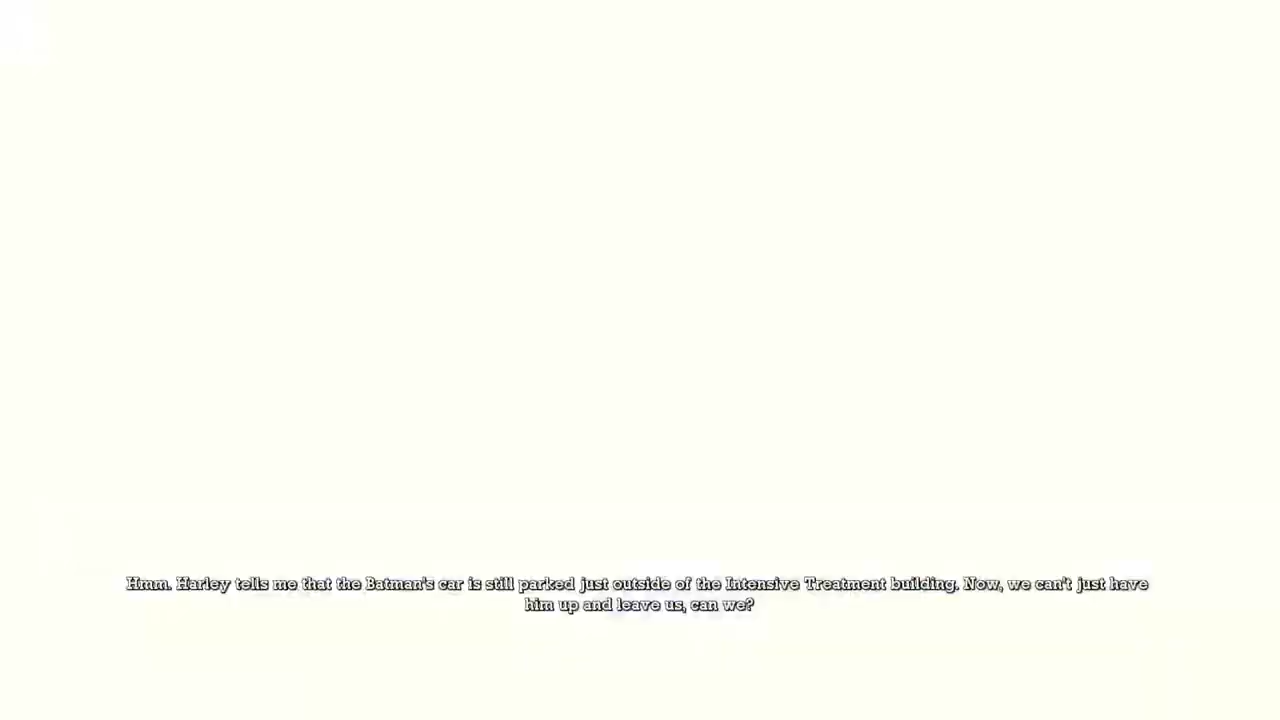 Hmm. Harley tells me that the Batman's car is still parked just outside of the Intensive Treatment building. Now, we can't just have
him up and leave us, can we?